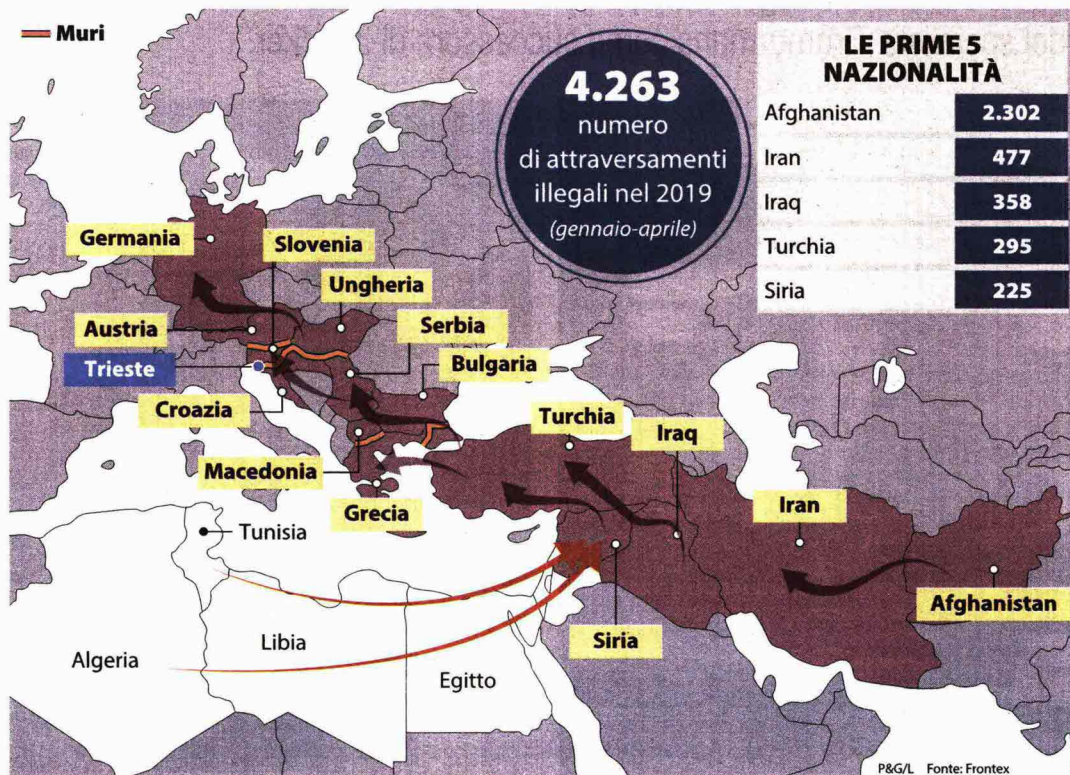 Muri
4.263
numero
di attraversamenti
illegali nel 2019
(gennaio-aprile)
LE PRIME 5
NAZIONALITÀ
Afghanistan 2.302
Iran 477
Iraq 358
Turchia 295
Siria 225
Germania
Slovenia
Ungheria
Austria
Serbia
Trieste
Bulgaria
Croazia
Turchia
Iraq
Macedonia
Iran
Grecia
Tunisia
Afghanistan
Siria
Libia
Algeria
Egitto
P&G/L Fonte: Frontex